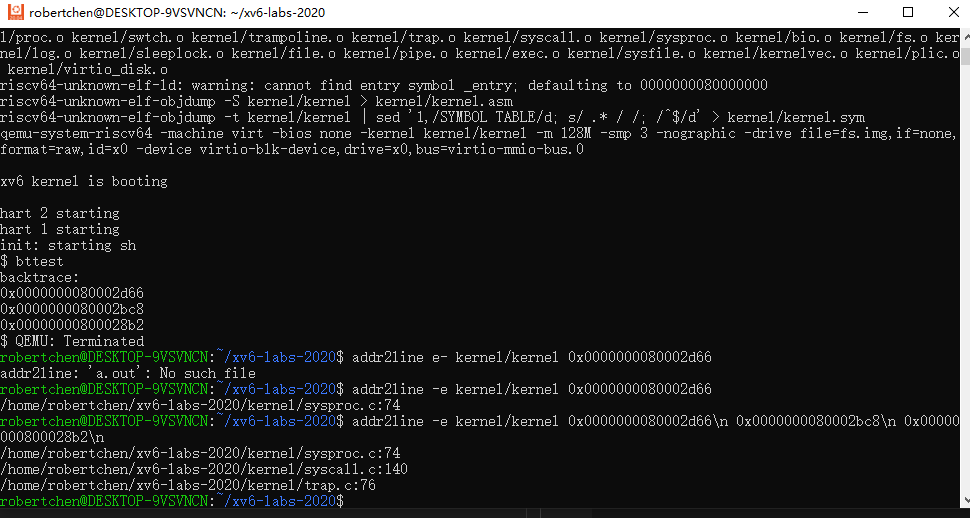 robertchen@DESKTOP-9VSVNCN: ~/xv6-labs-2020
l/proc.o kernel/swtch.o kernel/trampoline.o kernel/trap.o kernel/syscall.o kernel/sysproc.o kernel/bio.o kernel/fs.o ker
nel/log.o kernel/sleeplock.o kernel/file.o kernel/pipe.o kernel/exec.o kernel/sysfile.o kernel/kernelvec.o kernel/plic.o
 kernel/virtio_disk.o
riscv64-unknown-elf-ld: warning: cannot find entry symbol _entry; defaulting to 0000000080000000
riscv64-unknown-elf-objdump -S kernel/kernel > kernel/kernel.asm
riscv64-unknown-elf-objdump -t kernel/kernel | sed '1,/SYMBOL TABLE/d; s/ .* / /; /^$/d' > kernel/kernel.sym
qemu-system-riscv64 -machine virt -bios none -kernel kernel/kernel -m 128M -smp 3 -nographic -drive file=fs.img,if=none,
format=raw,id=x0 -device virtio-blk-device,drive=x0,bus=virtio-mmio-bus.0
xv6 kernel is booting
hart 2 starting
hart 1 starting
init: starting sh
$ bttest
backtrace:
0x0000000080002d66
0x0000000080002bc8
0x00000000800028b2
$ QEMU: Terminated
robertchen@DESKTOP-9VSVNCN:~/xv6-labs-2020$ addr2line e- kernel/kernel 0x0000000080002d66
addr2line: 'a.out': No such file
robertchen@DESKTOP-9VSVNCN:~/xv6-labs-2020$ addr2line -e kernel/kernel 0x0000000080002d66
/home/robertchen/xv6-labs-2020/kernel/sysproc.c:74
robertchen@DESKTOP-9VSVNCN:~/xv6-labs-2020$ addr2line -e kernel/kernel 0x0000000080002d66\n 0x0000000080002bc8\n 0x00000
000800028b2\n
/home/robertchen/xv6-labs-2020/kernel/sysproc.c:74
/home/robertchen/xv6-labs-2020/kernel/syscall.c:140
/home/robertchen/xv6-labs-2020/kernel/trap.c:76
robertchen@DESKTOP-9VSVNCN:~/xv6-labs-2020$